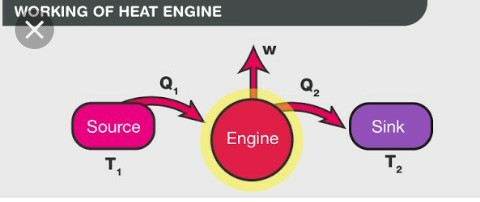 WORKING OF HEAT ENGINE
W
Q₁
Q₂
Source
Engine
Sink
T₁
T₂